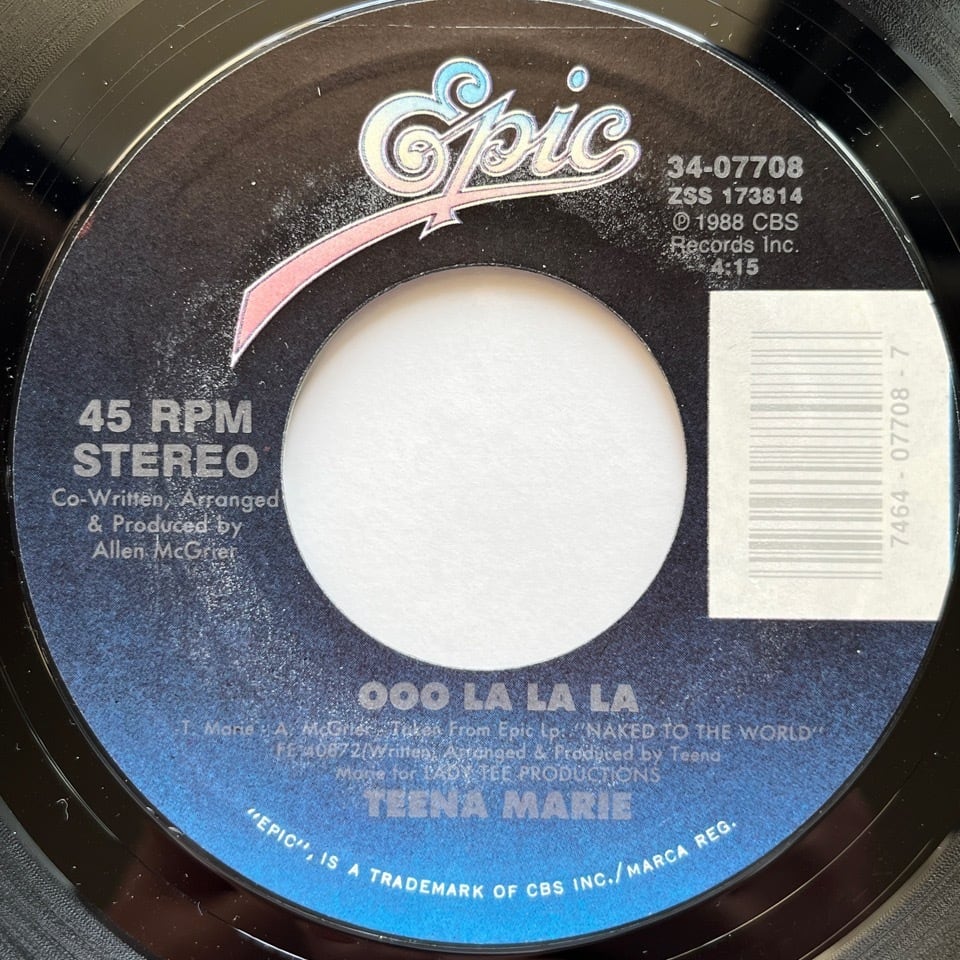 Epic
34-07708
ZSS 173814
℗ 1988 CBS
Records Inc.
4:15
7464 - 07708 - 7
45 RPM
STEREO
Co-Written, Arranged
& Produced by
Allen McGrier
OOO LA LA LA
T. Marie - A. McGrier - Taken From Epic Lp: "NAKED TO THE WORLD"
FE 40872/Written, Arranged & Produced by Teena
Marie for LADY TEE PRODUCTIONS
TEENA MARIE
"EPIC", IS A TRADEMARK OF CBS INC./MARCA REG.